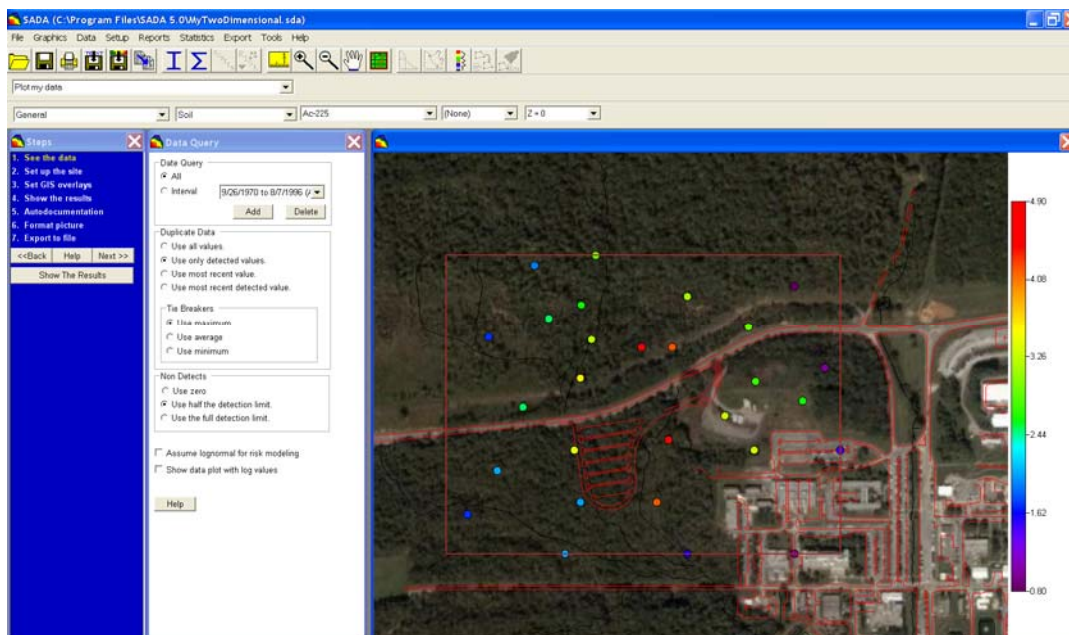 SADA (C:\Program Files\SADA 5.0\MyTwoDimensional.sda)
File Graphics Data Setup Reports Statistics Export Tools Help
Plot my data
General Soil Ac-225 (None) Z + 0
Steps
1. See the data
2. Set up the site
3. Set GIS overlays
4. Show the results
5. Autodocumentation
6. Format picture
7. Export to file
<<Back Help Next >>
Show The Results
Data Query
Date Query
All
Interval 9/26/1970 to 8/7/1996 (A
Add Delete
Duplicate Data
Use all values.
Use only detected values.
Use most recent value.
Use most recent detected value.
Tie Breakers
Use maximum
Use average
Use minimum
Non Detects
Use zero
Use half the detection limit.
Use the full detection limit.
Assume lognormal for risk modeling
Show data plot with log values
Help
4.90
4.08
3.26
2.44
1.62
0.80